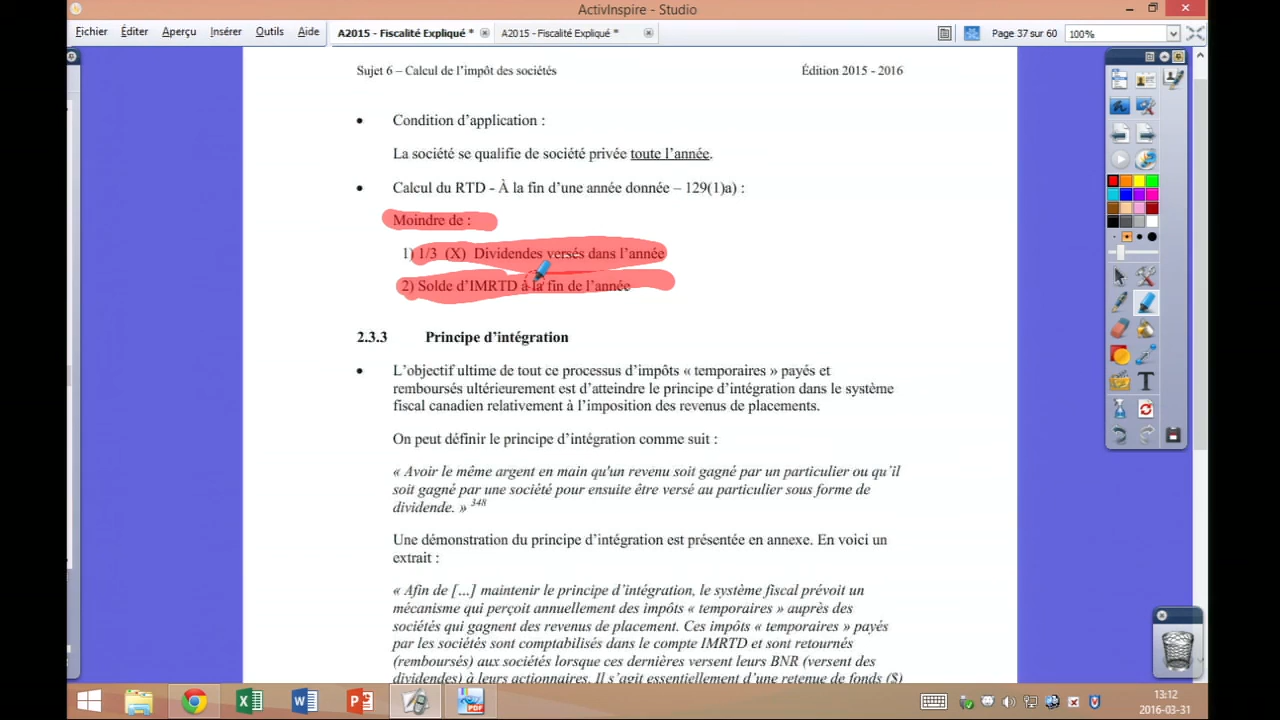 ActivInspire - Studio
Fichier Éditer Aperçu Insérer Outils Aide
A2015 - Fiscalité Expliqué * A2015 - Fiscalité Expliqué *
Page 37 sur 60 100%
Sujet 6 – Calcul de l'impôt des sociétés Édition 2015 - 2016
• Condition d'application :
La société se qualifie de société privée toute l'année.
• Calcul du RTD - À la fin d'une année donnée – 129(1)a) :
Moindre de :
1) 1/3 (X) Dividendes versés dans l'année
2) Solde d'IMRTD à la fin de l'année
2.3.3 Principe d'intégration
• L'objectif ultime de tout ce processus d'impôts « temporaires » payés et
remboursés ultérieurement est d'atteindre le principe d'intégration dans le système
fiscal canadien relativement à l'imposition des revenus de placements.
On peut définir le principe d'intégration comme suit :
« Avoir le même argent en main qu'un revenu soit gagné par un particulier ou qu'il
soit gagné par une société pour ensuite être versé au particulier sous forme de
dividende. » 348
Une démonstration du principe d'intégration est présentée en annexe. En voici un
extrait :
« Afin de [...] maintenir le principe d'intégration, le système fiscal prévoit un
mécanisme qui perçoit annuellement des impôts « temporaires » auprès des
sociétés qui gagnent des revenus de placement. Ces impôts « temporaires » payés
par les sociétés sont comptabilisés dans le compte IMRTD et sont retournés
(remboursés) aux sociétés lorsque ces dernières versent leurs BNR (versent des
dividendes) à leurs actionnaires. Il s'agit essentiellement d'une retenue de fonds ($)
13:12
2016-03-31